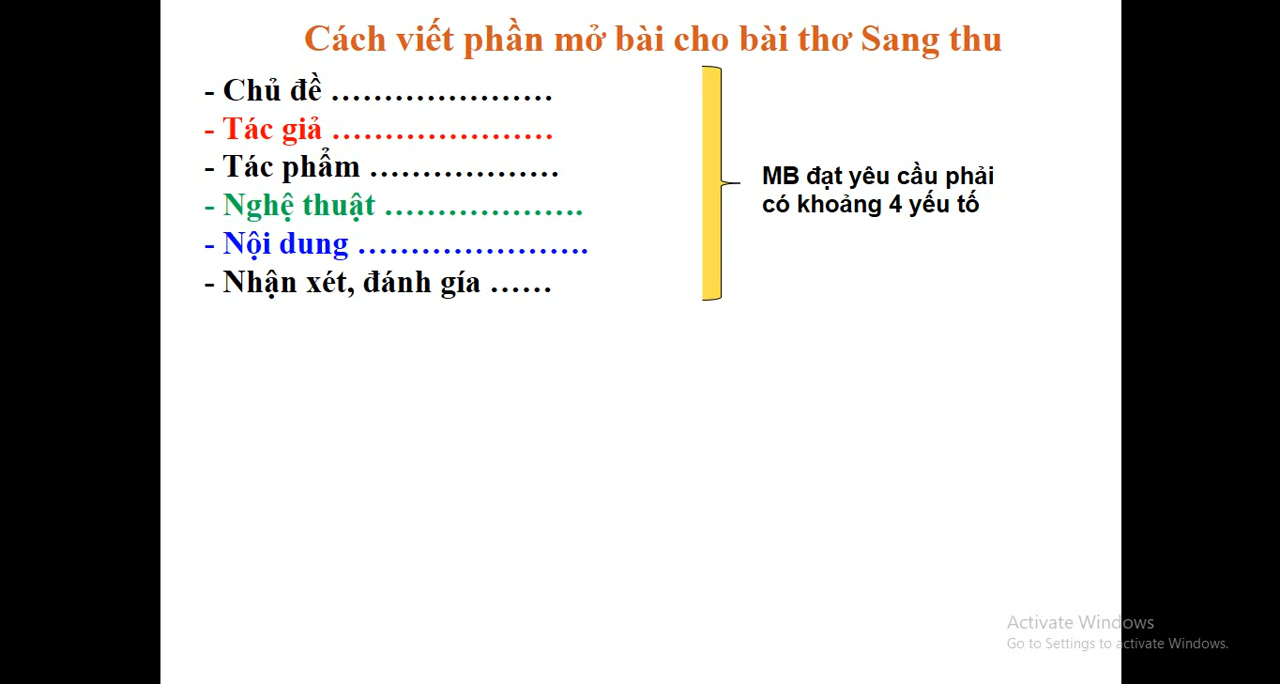 Cách viết phần mở bài cho bài thơ Sang thu
- Chủ đề …………………
- Tác giả …………………
- Tác phẩm ………………
- Nghệ thuật ……………….
- Nội dung ………………….
- Nhận xét, đánh gía ……
MB đạt yêu cầu phải
có khoảng 4 yếu tố
Activate Windows
Go to Settings to activate Windows.